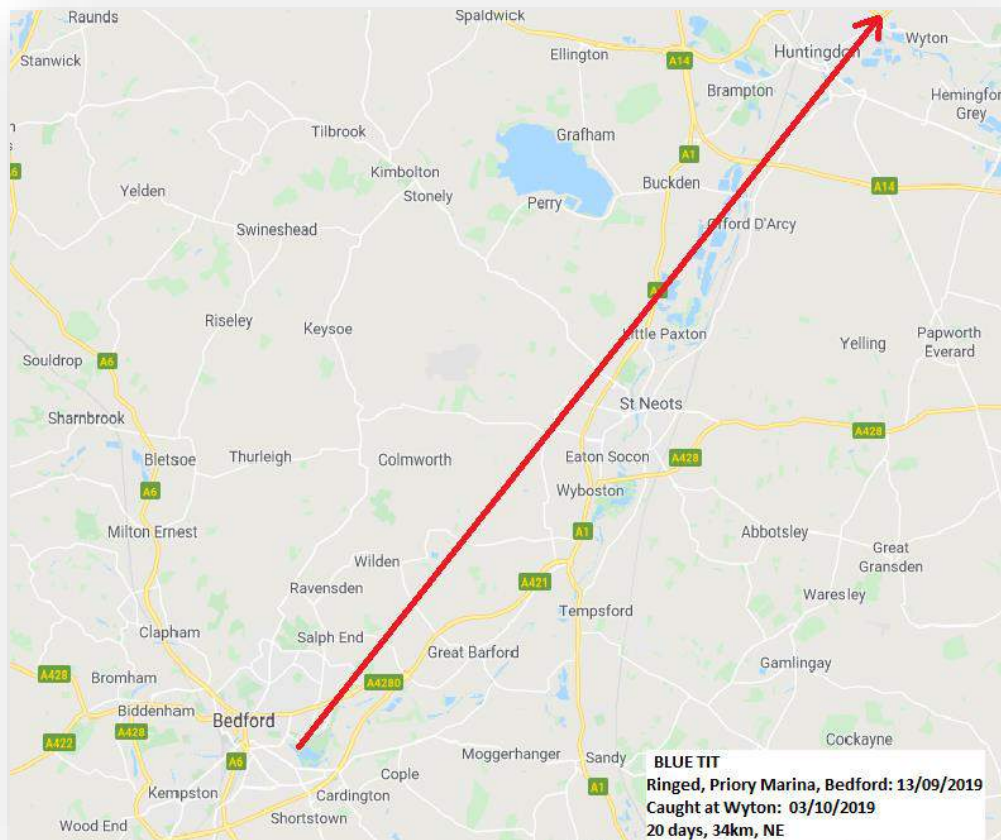 Raunds
Spaldwick
Stanwick
Ellington
A14
Huntingdon
Wyton
Brampton
Hemingfor
Grey
Tilbrook
Grafham
Kimbolton
A1
Buckden
A14
Yelden
Stonely
Perry
Swineshead
Offord D'Arcy
Riseley
Keysoe
Little Paxton
Papworth
Everard
Yelling
Souldrop
A6
St Neots
Sharnbrook
A428
Bletsoe
Thurleigh
Colmworth
Eaton Socon
A428
A6
Wyboston
Milton Ernest
A1
Abbotsley
Wilden
Great
Gransden
Ravensden
A421
Waresley
Tempsford
Clapham
Salph End
Great Barford
Gamlingay
A428
Bromham
A4280
Biddenham
Bedford
A428
A422
Cockayne
Moggerhanger
Sandy
A6
Cople
Kempston
Cardington
A1
Wood End
Shortstown
BLUE TIT
Ringed, Priory Marina, Bedford: 13/09/2019
Caught at Wyton: 03/10/2019
20 days, 34km, NE